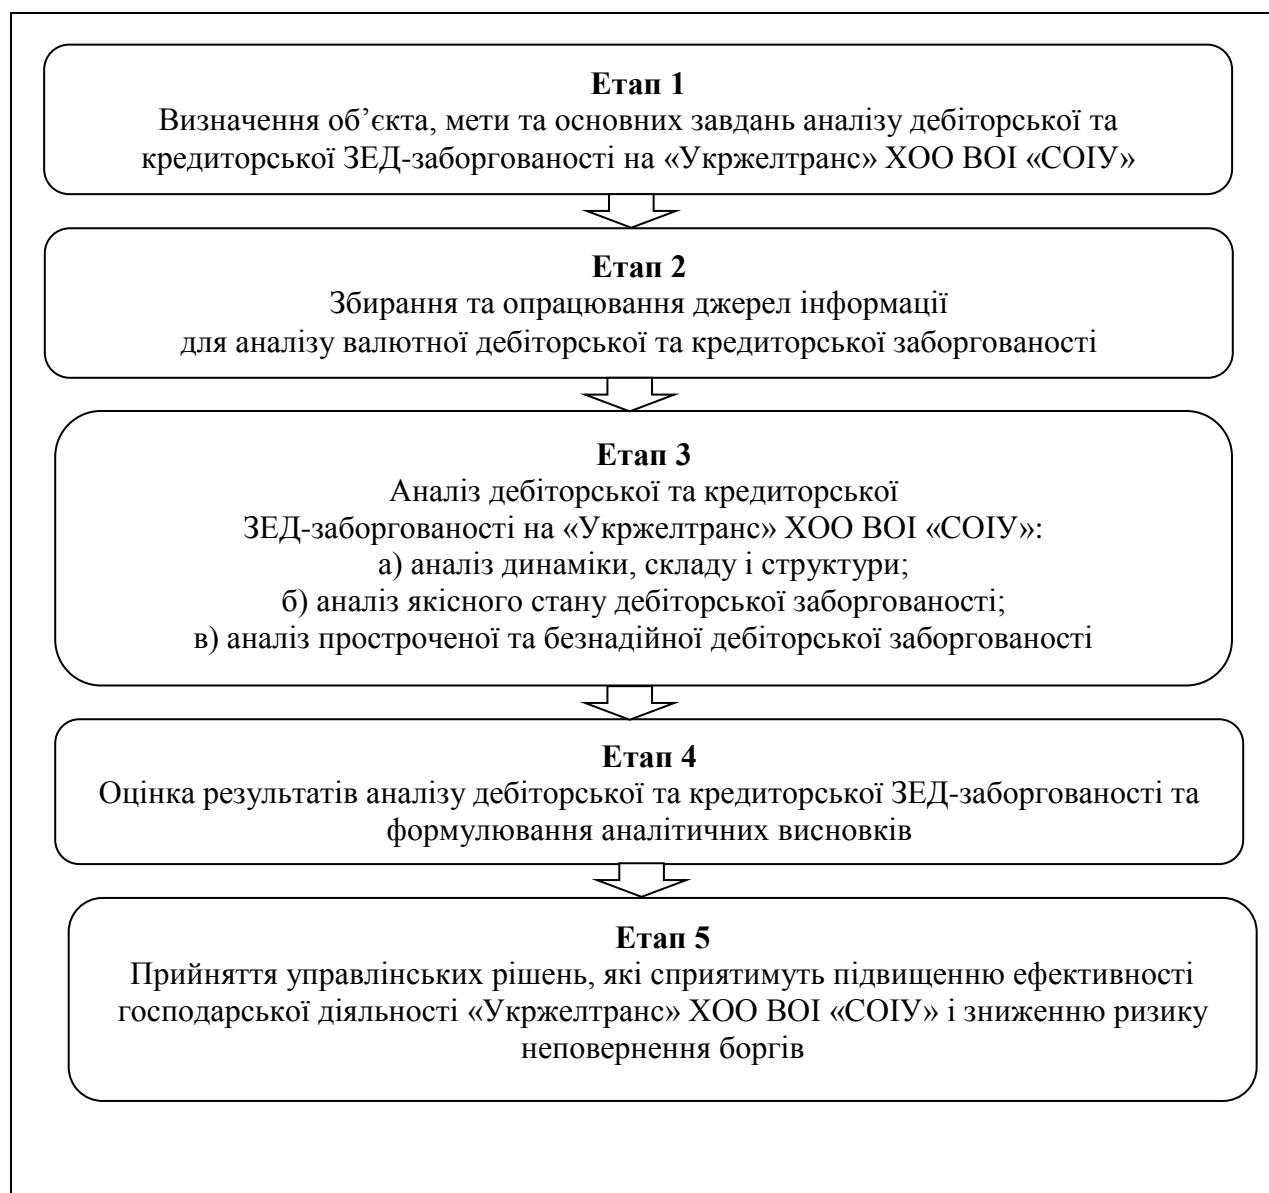 Етап 1
Визначення об’єкта, мети та основних завдань аналізу дебіторської та
кредиторської ЗЕД-заборгованості на «Укржелтранс» ХОО ВОІ «СОІУ»
Етап 2
Збирання та опрацювання джерел інформації
для аналізу валютної дебіторської та кредиторської заборгованості
Етап 3
Аналіз дебіторської та кредиторської
ЗЕД-заборгованості на «Укржелтранс» ХОО ВОІ «СОІУ»:
а) аналіз динаміки, складу і структури;
б) аналіз якісного стану дебіторської заборгованості;
в) аналіз простроченої та безнадійної дебіторської заборгованості
Етап 4
Оцінка результатів аналізу дебіторської та кредиторської ЗЕД-заборгованості та
формулювання аналітичних висновків
Етап 5
Прийняття управлінських рішень, які сприятимуть підвищенню ефективності
господарської діяльності «Укржелтранс» ХОО ВОІ «СОІУ» і зниженню ризику
неповернення боргів